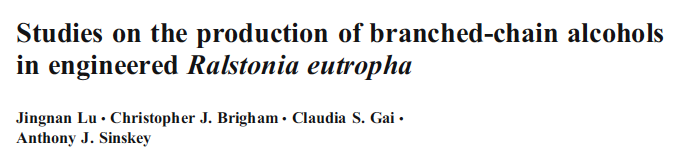 Studies on the production of branched-chain alcohols
in engineered Ralstonia eutropha
Jingnan Lu · Christopher J. Brigham · Claudia S. Gai ·
Anthony J. Sinskey